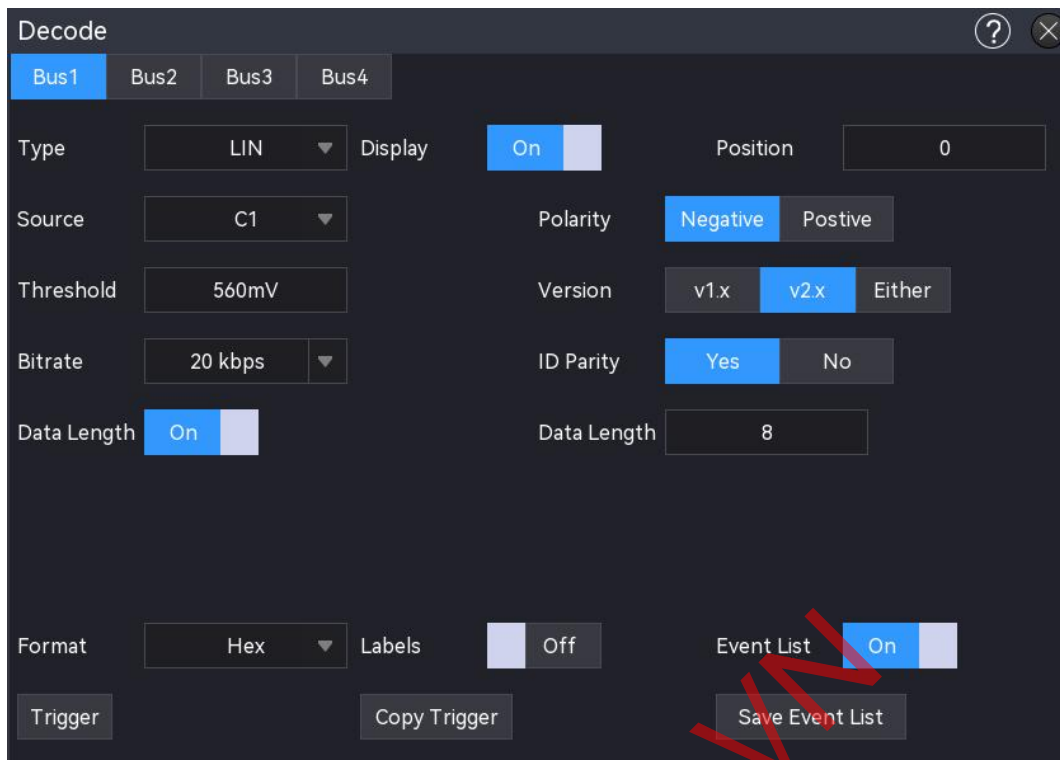 Decode ?
Bus1 Bus2 Bus3 Bus4
Type LIN Display On Position 0
Source C1 Polarity Negative Postive
Threshold 560mV Version v1.x v2.x Either
Bitrate 20 kbps ID Parity Yes No
Data Length On Data Length 8
Format Hex Labels Off Event List On
Trigger Copy Trigger Save Event List
VN